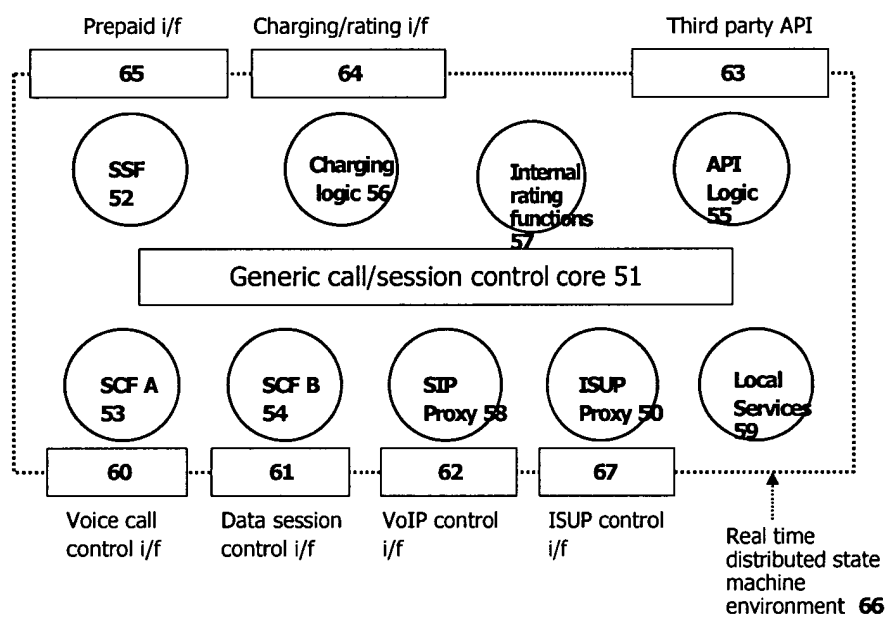 Prepaid i/f
Charging/rating i/f
Third party API
65
64
63
SSF
52
Charging
logic 56
Internal
rating
functions
57
API
Logic
55
Generic call/session control core 51
SCF A
53
SCF B
54
SIP
Proxy 58
ISUP
Proxy 50
Local
Services
59
60
61
62
67
Voice call
control i/f
Data session
control i/f
VoIP control
i/f
ISUP control
i/f
Real time
distributed state
machine
environment 66